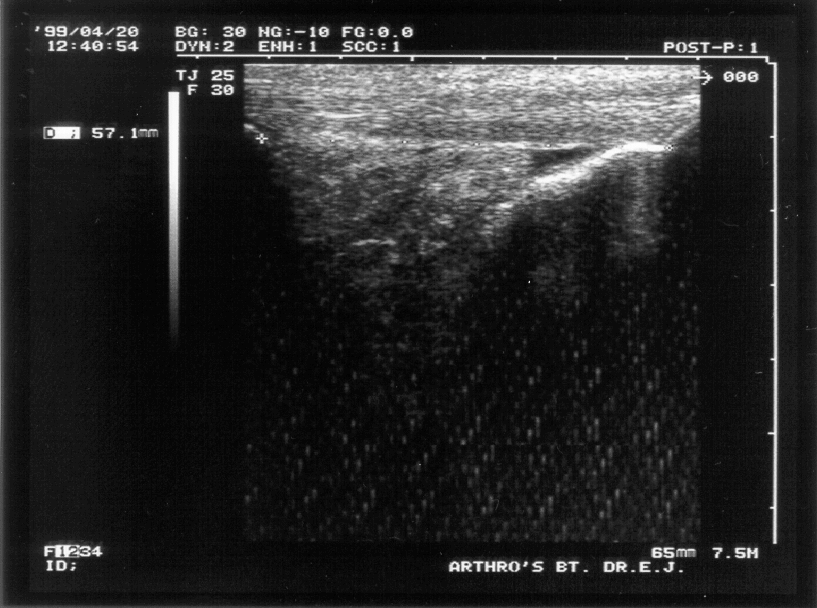 '99/04/20 BG: 30 NG:-10 FG:0.0
12:40:54 DYN:2 ENH:1 SCC:1 POST-P:1
TJ 25 000
F 30
D ; 57.1mm
F1234 65mm 7.5M
ID; ARTHRO'S BT. DR.E.J.